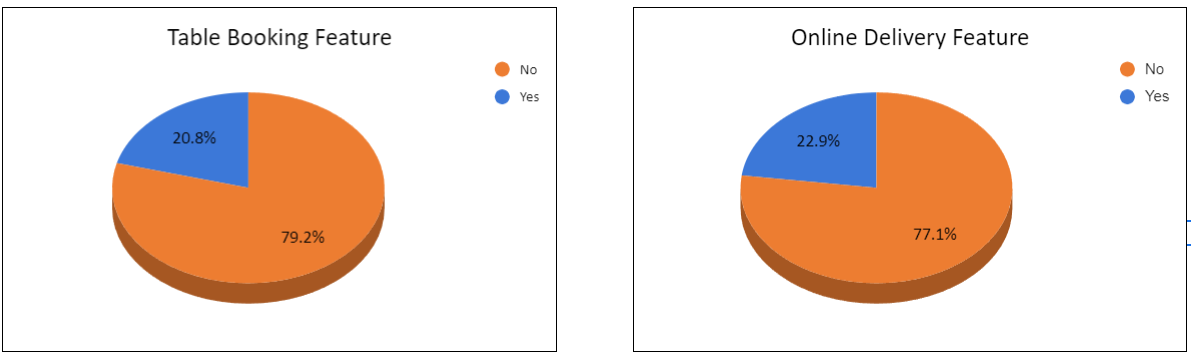 Table Booking Feature
No
Yes
20.8%
79.2%
Online Delivery Feature
No
Yes
22.9%
77.1%